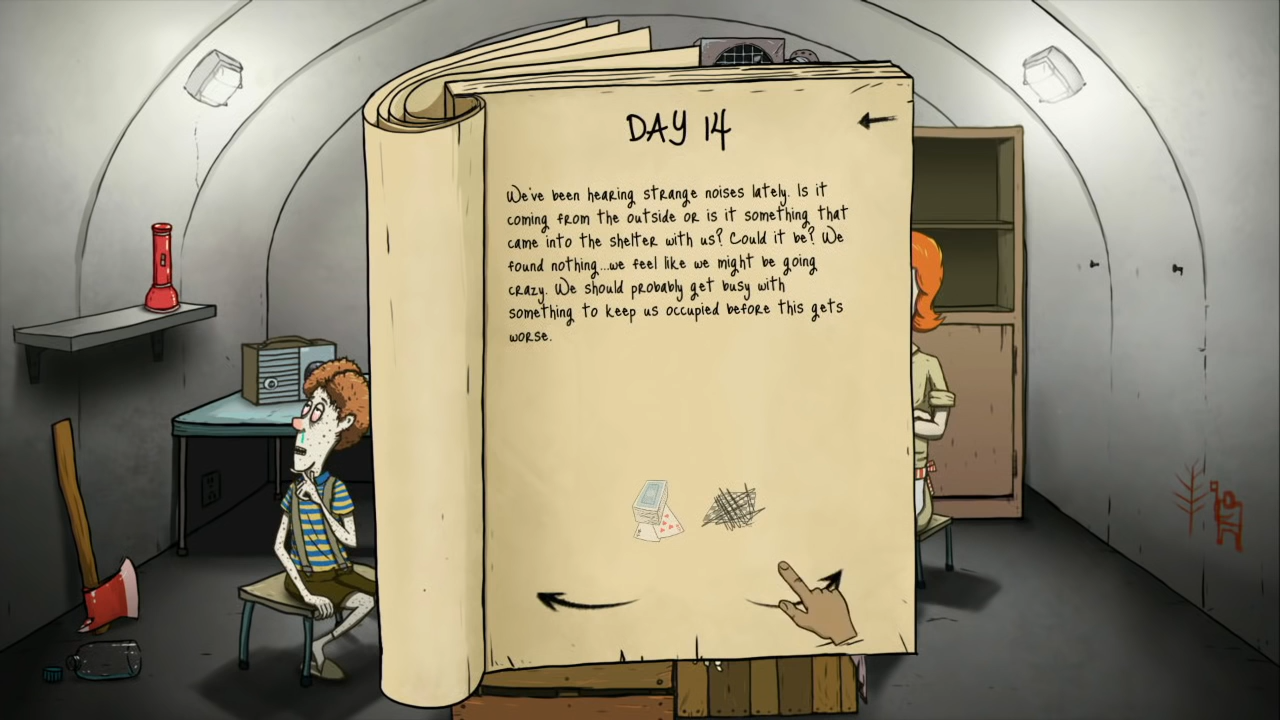 DAY 14
We've been hearing strange noises lately. Is it
coming from the outside or is it something that
came into the shelter with us? Could it be? We
found nothing...we feel like we might be going
crazy. We should probably get busy with
something to keep us occupied before this gets
worse.